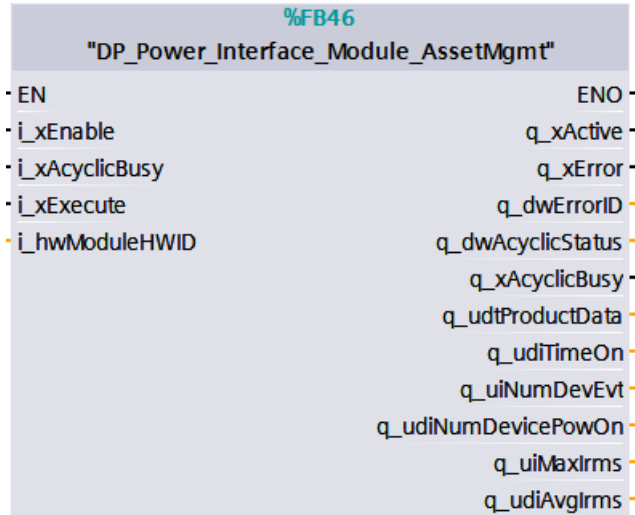 %FB46
"DP_Power_Interface_Module_AssetMgmt"
EN ENO
i_xEnable q_xActive
i_xAcyclicBusy q_xError
i_xExecute q_dwErrorID
i_hwModuleHWID q_dwAcyclicStatus
q_xAcyclicBusy
q_udtProductData
q_udiTimeOn
q_uiNumDevEvt
q_udiNumDevicePowOn
q_uiMaxIrms
q_udiAvgIrms